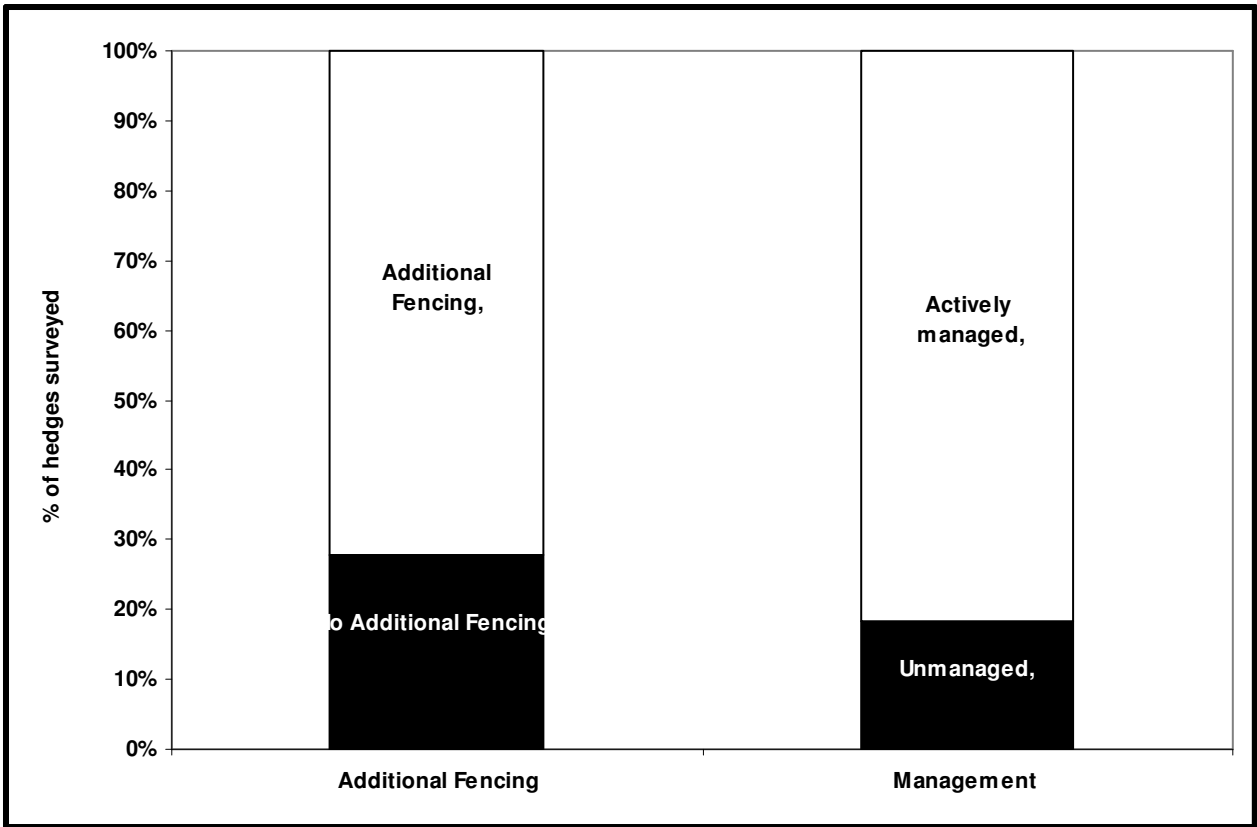 100%
90%
80%
70%
60%
50%
40%
30%
20%
10%
0%
% of hedges surveyed
Additional
Fencing,
Actively
managed,
Additional Fencing
Unmanaged,
Additional Fencing
Management